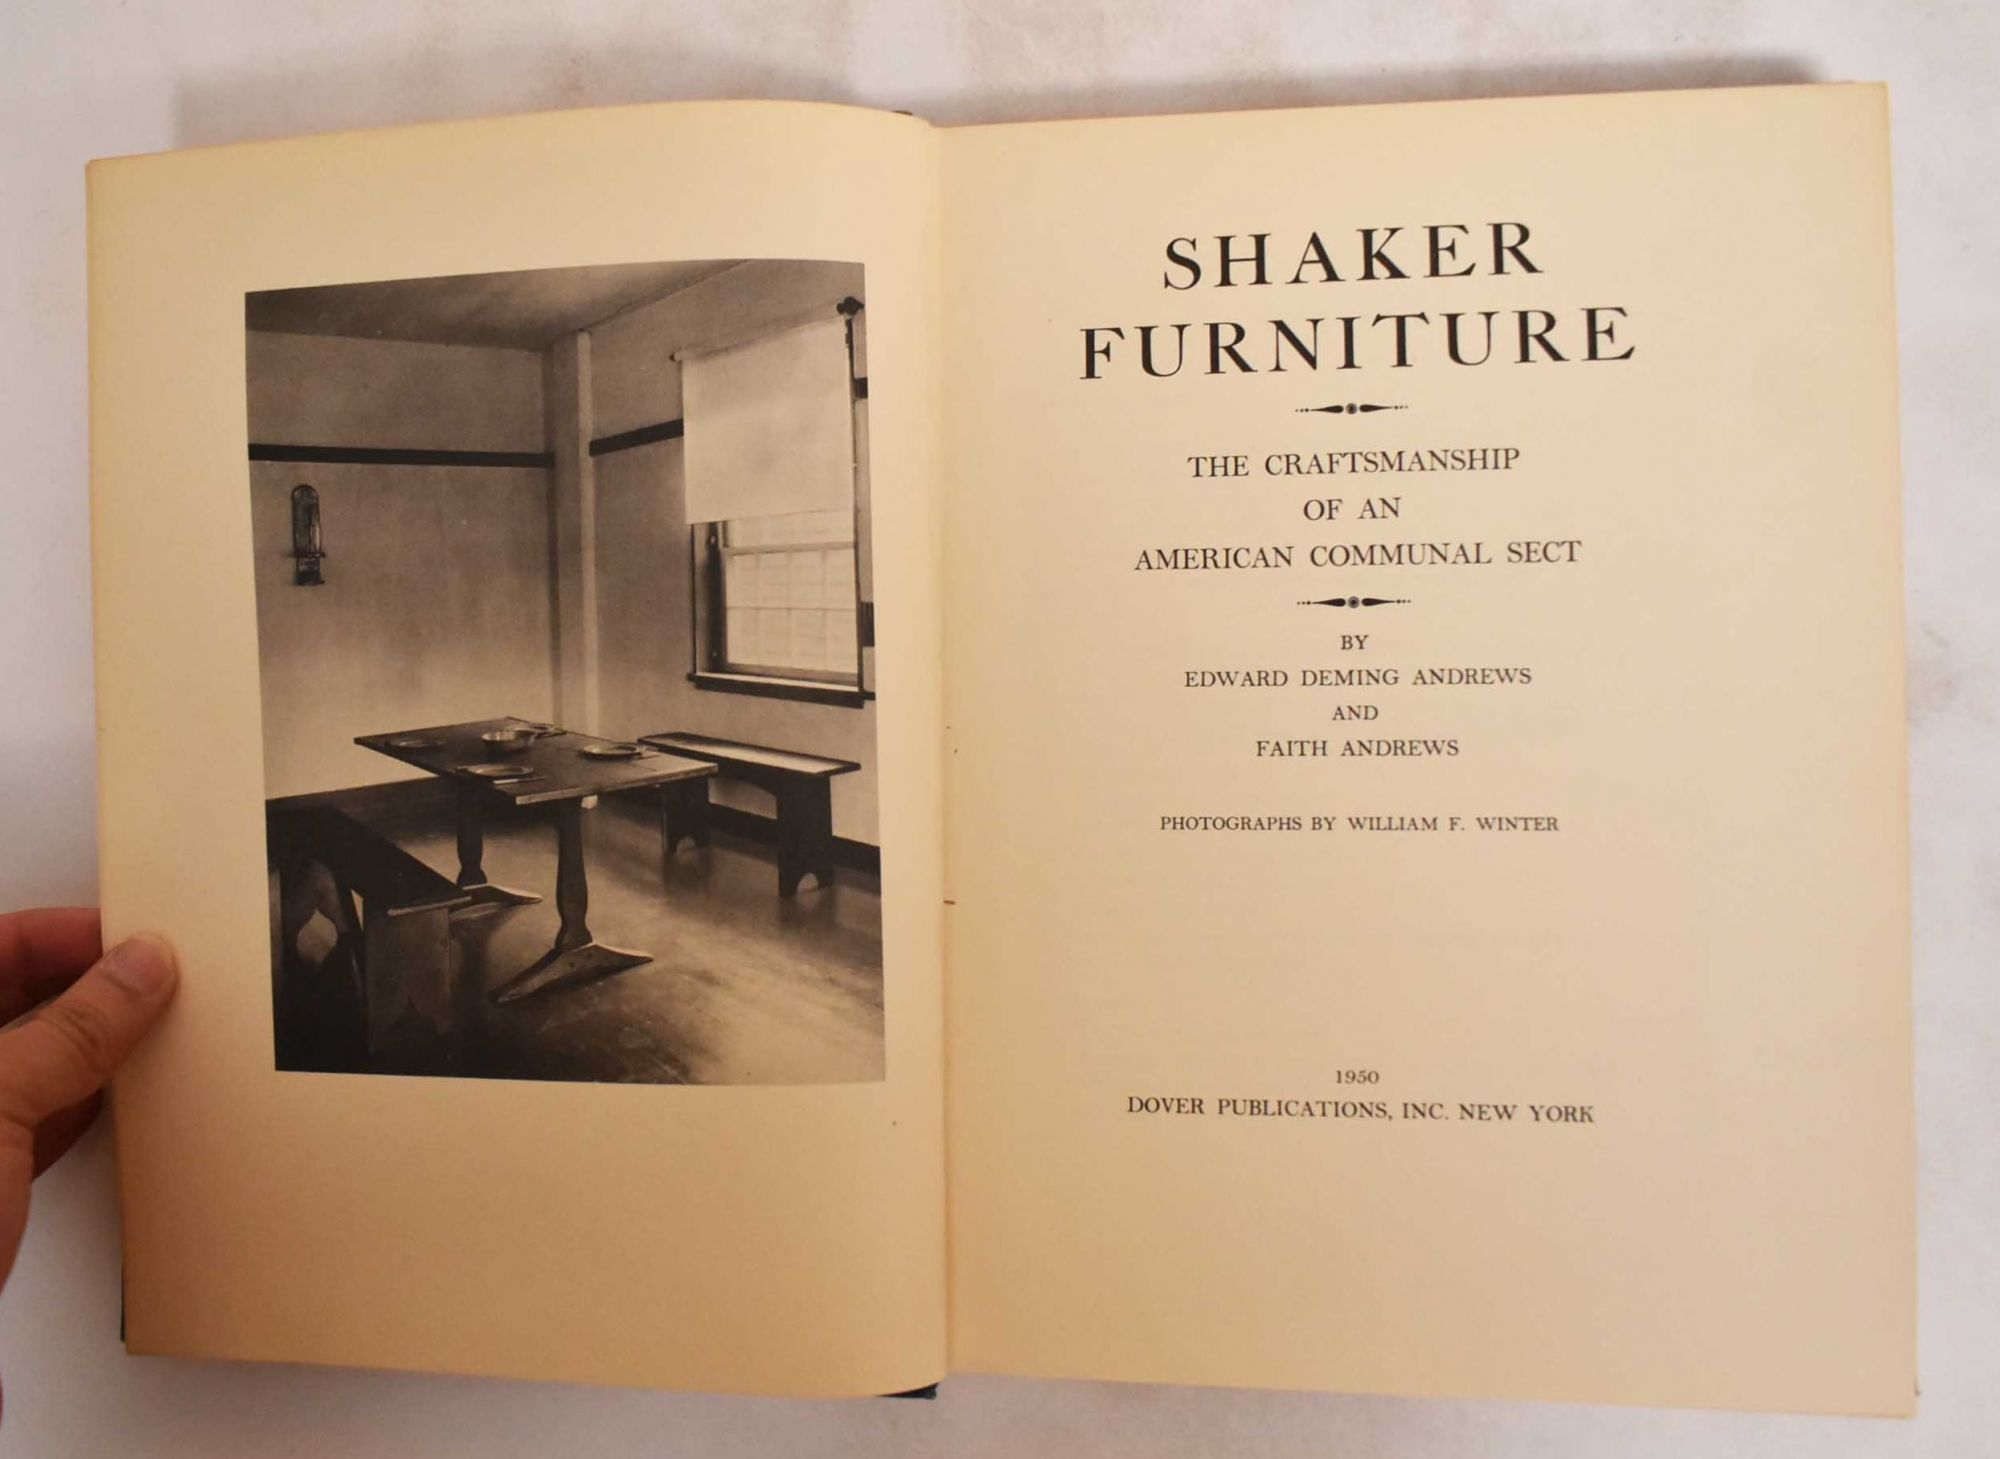 SHAKER
FURNITURE
THE CRAFTSMANSHIP
OF AN
AMERICAN COMMUNAL SECT
BY
EDWARD DEMING ANDREWS
AND
FAITH ANDREWS
PHOTOGRAPHS BY WILLIAM F. WINTER
1950
DOVER PUBLICATIONS, INC. NEW YORK